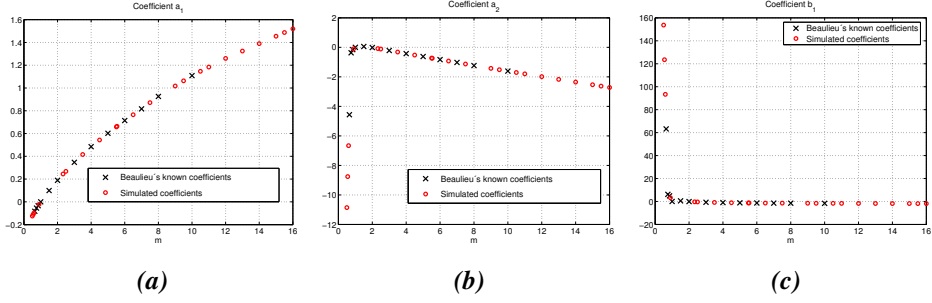 Coefficient a1
1.6
1.4
1.2
1
0.8
0.6
0.4
0.2
0
−0.2
× Beaulieu´s known coefficients
○ Simulated coefficients
0 2 4 6 8 10 12 14 16
m
(a)
Coefficient a2
2
0
−2
−4
−6
−8
−10
−12
× Beaulieu´s known coefficients
○ Simulated coefficients
0 2 4 6 8 10 12 14 16
m
(b)
Coefficient b1
160
140
120
100
80
60
40
20
0
−20
× Beaulieu´s known coefficients
○ Simulated coefficients
0 2 4 6 8 10 12 14 16
m
(c)